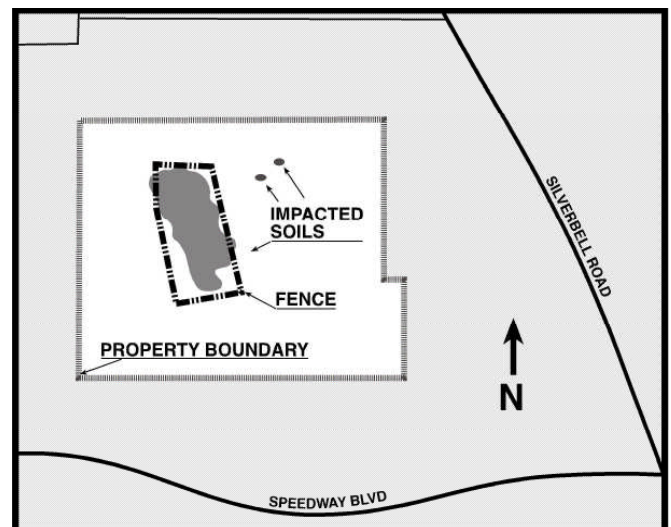 SILVERBELL ROAD
IMPACTED
SOILS
FENCE
PROPERTY BOUNDARY
N
SPEEDWAY BLVD